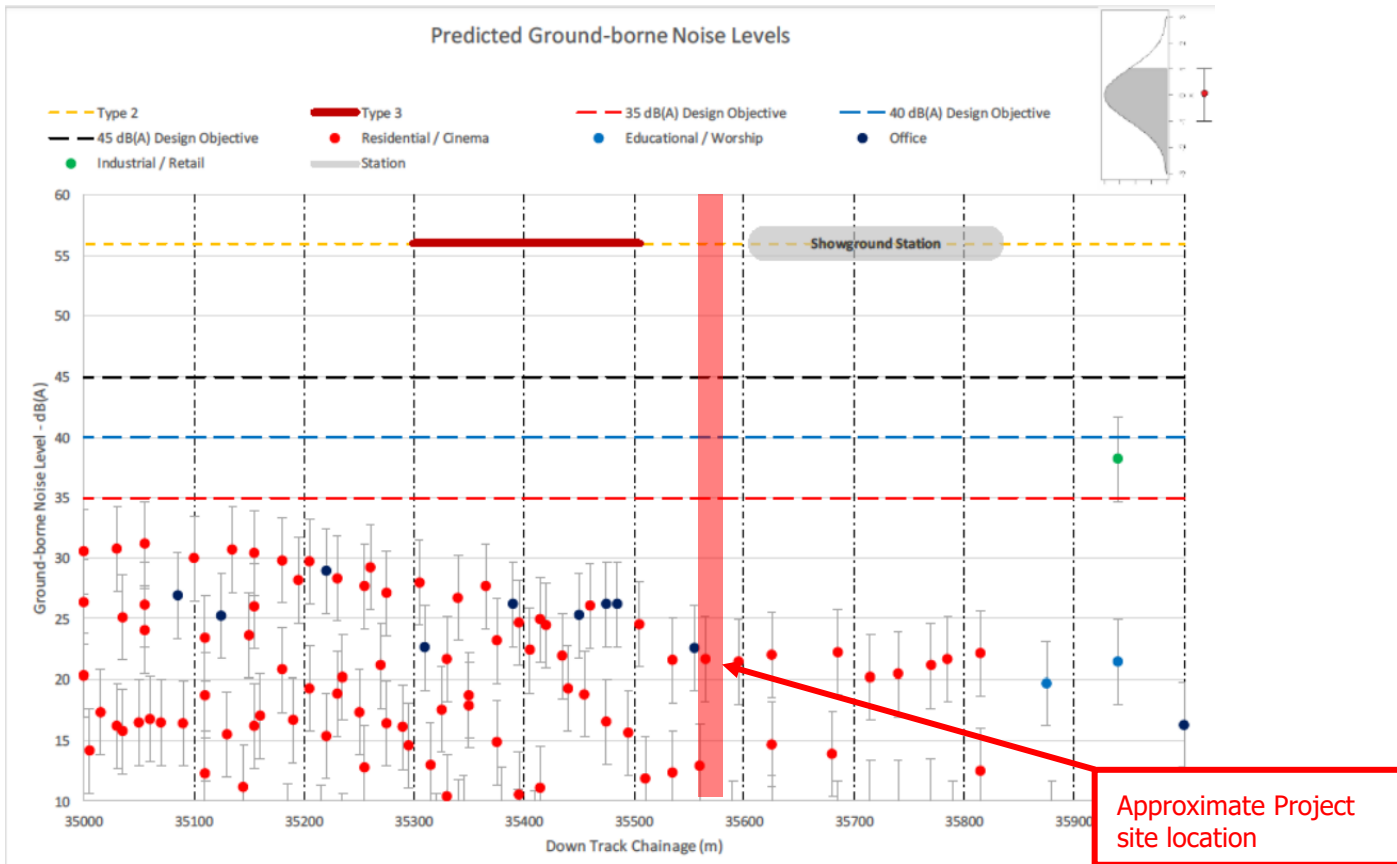 Predicted Ground-borne Noise Levels
Type 2
Type 3
35 dB(A) Design Objective
40 dB(A) Design Objective
45 dB(A) Design Objective
Residential / Cinema
Educational / Worship
Office
Industrial / Retail
Station
60
55
50
45
40
35
30
25
20
15
10
Ground-borne Noise Level - dB(A)
Showground Station
35000
35100
35200
35300
35400
35500
35600
35700
35800
35900
Down Track Chainage (m)
Approximate Project
site location